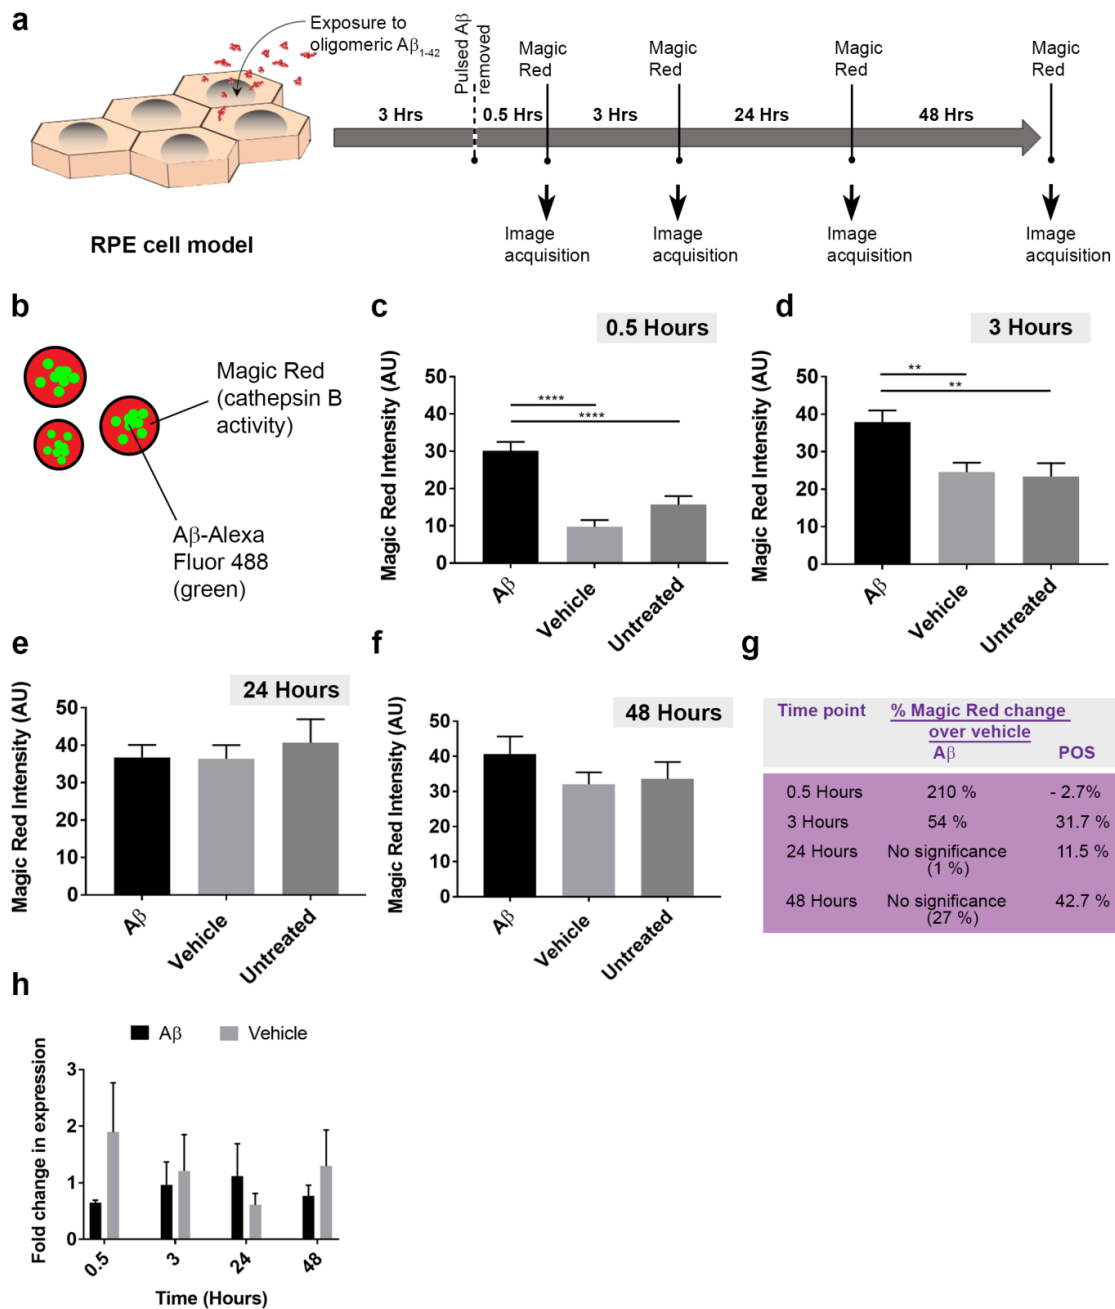 a
Exposure to
oligomeric Aβ1-42
Pulsed Aβ
removed
Magic
Red
Magic
Red
Magic
Red
Magic
Red
3 Hrs
0.5 Hrs
3 Hrs
24 Hrs
48 Hrs
RPE cell model
Image
acquisition
Image
acquisition
Image
acquisition
Image
acquisition
b
Magic Red
(cathepsin B
activity)
Aβ-Alexa
Fluor 488
(green)
c
0.5 Hours
Magic Red Intensity (AU)
50
40
30
20
10
0
****
****
Aβ
Vehicle
Untreated
d
3 Hours
Magic Red Intensity (AU)
50
40
30
20
10
0
**
**
Aβ
Vehicle
Untreated
e
24 Hours
Magic Red Intensity (AU)
50
40
30
20
10
0
Aβ
Vehicle
Untreated
f
48 Hours
Magic Red Intensity (AU)
50
40
30
20
10
0
Aβ
Vehicle
Untreated
g
Time point % Magic Red change
over vehicle
Aβ POS
0.5 Hours 210 % - 2.7%
3 Hours 54 % 31.7 %
24 Hours No significance 11.5 %
(1 %)
48 Hours No significance 42.7 %
(27 %)
h
Aβ Vehicle
Fold change in expression
3
2
1
0
0.5
3
24
48
Time (Hours)